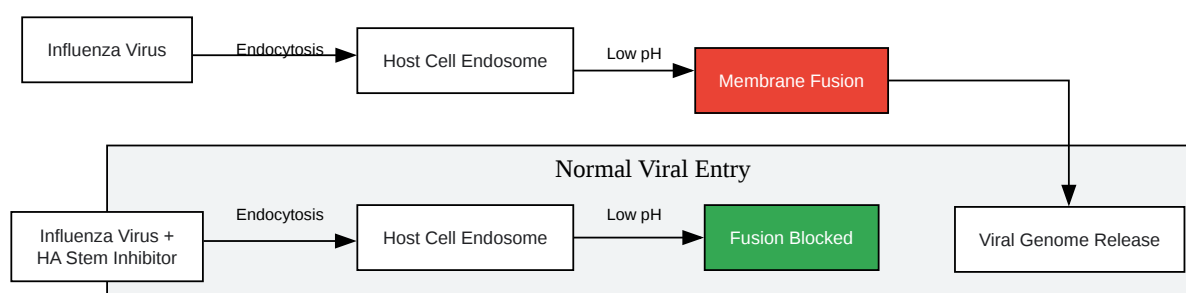 Influenza Virus
Endocytosis
Host Cell Endosome
Low pH
Membrane Fusion
Normal Viral Entry
Influenza Virus +
HA Stem Inhibitor
Endocytosis
Host Cell Endosome
Low pH
Fusion Blocked
Viral Genome Release